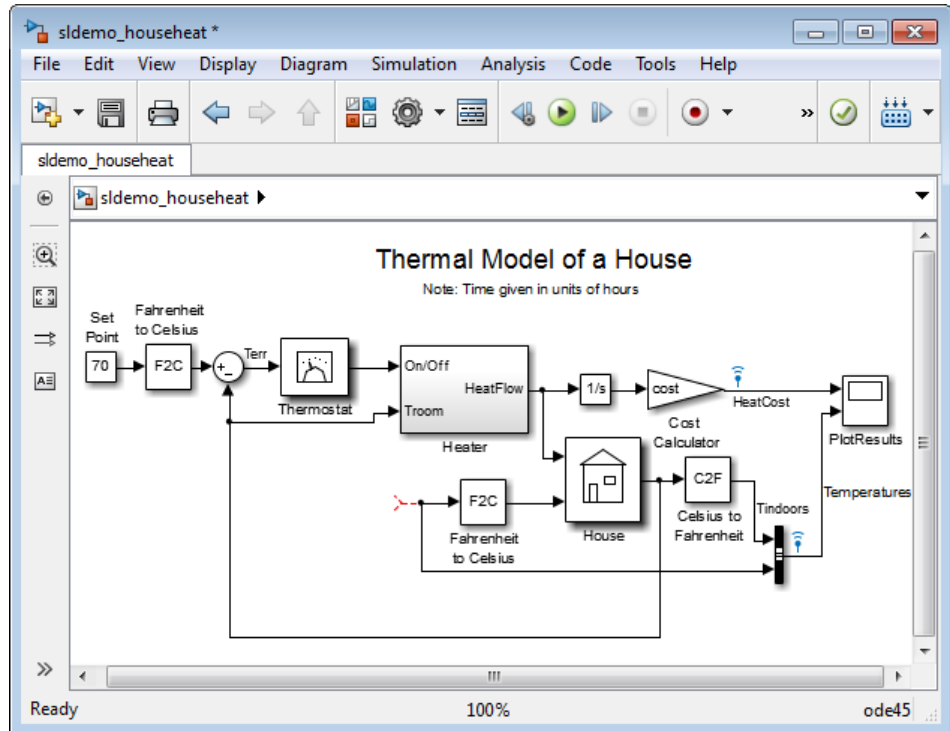 sldemo_househeat *
File Edit View Display Diagram Simulation Analysis Code Tools Help
»
sldemo_househeat
sldemo_househeat
Thermal Model of a House
Note: Time given in units of hours
Set
Point
70
Fahrenheit
to Celsius
F2C
+
−
Terr
Thermostat
On/Off
HeatFlow
Troom
Heater
1/s
cost
Cost
Calculator
HeatCost
PlotResults
F2C
Fahrenheit
to Celsius
House
C2F
Celsius to
Fahrenheit
Tindoors
Temperatures
A
»
Ready 100% ode45